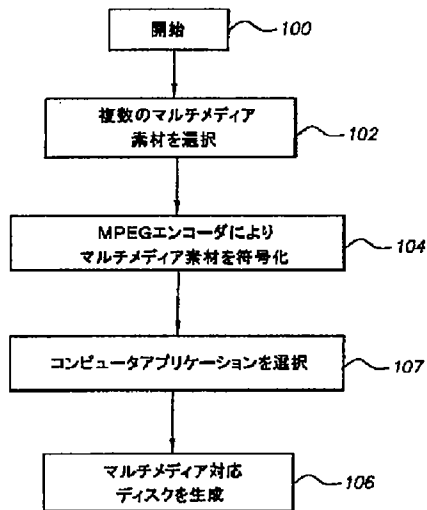 開始
100
複数のマルチメディア
素材を選択
102
MPEGエンコーダにより
マルチメディア素材を符号化
104
コンピュータアプリケーションを選択
107
マルチメディア対応
ディスクを生成
106